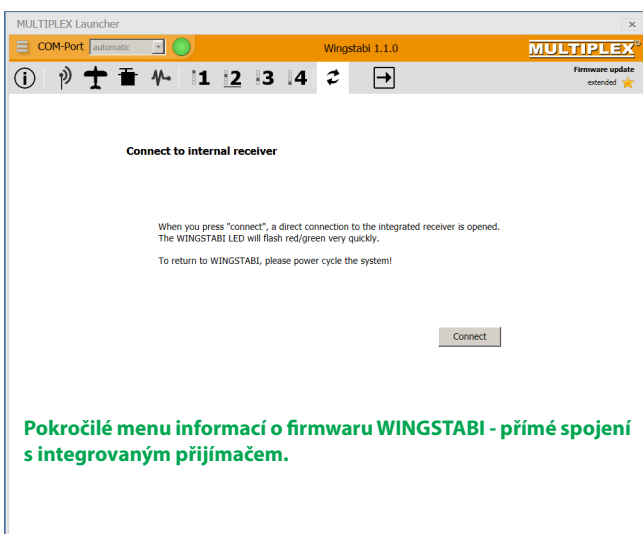 MULTIPLEX Launcher
COM-Port automatic Wingstabi 1.1.0 MULTIPLEX®
1 2 3 4
Firmware update
extended
Connect to internal receiver
When you press "connect", a direct connection to the integrated receiver is opened.
The WINGSTABI LED will flash red/green very quickly.
To return to WINGSTABI, please power cycle the system!
Connect
Pokročilé menu informací o firmwaru WINGSTABI - přímé spojení
s integrovaným přijímačem.